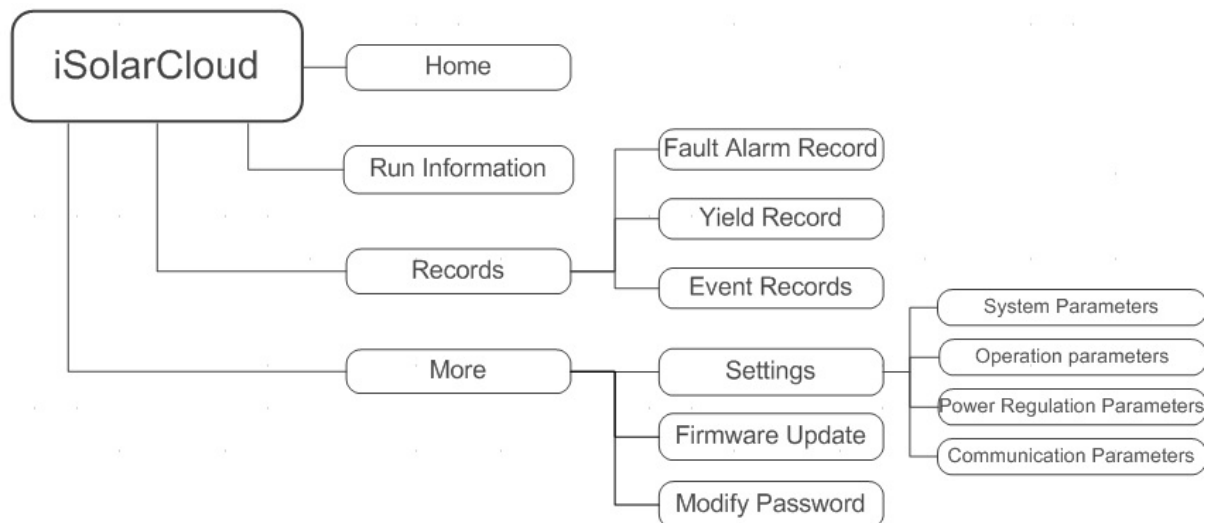 iSolarCloud
Home
Run Information
Records
Fault Alarm Record
Yield Record
Event Records
More
Settings
System Parameters
Operation parameters
Power Regulation Parameters
Communication Parameters
Firmware Update
Modify Password